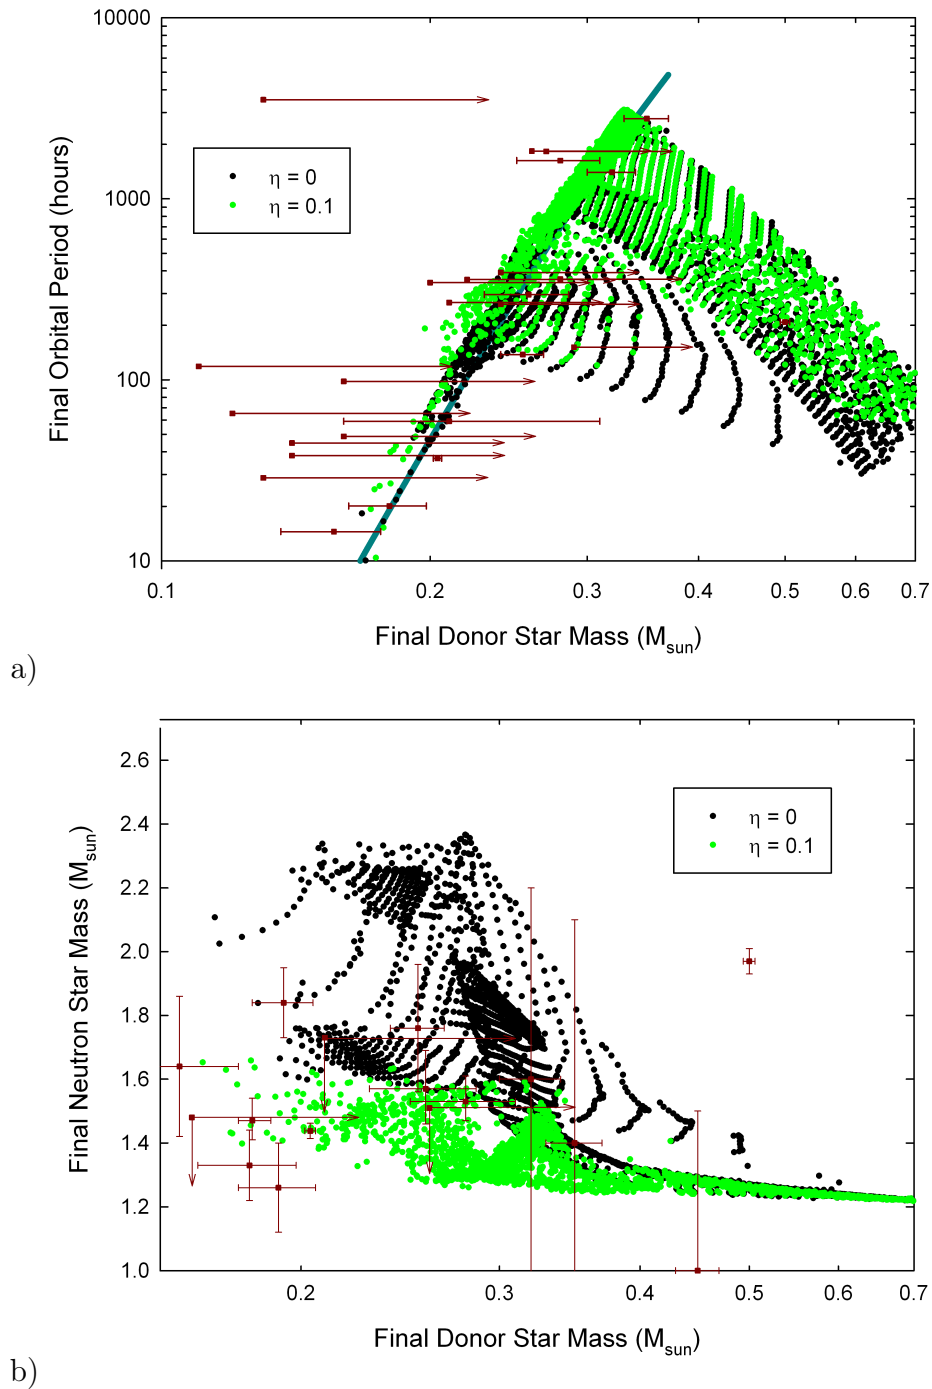 10000
1000
100
10
Final Orbital Period (hours)
η = 0
η = 0.1
0.1 0.2 0.3 0.4 0.5 0.6 0.7
Final Donor Star Mass (Msun)
a)
2.6
2.4
2.2
2.0
1.8
1.6
1.4
1.2
1.0
Final Neutron Star Mass (Msun)
η = 0
η = 0.1
0.2 0.3 0.4 0.5 0.6 0.7
Final Donor Star Mass (Msun)
b)